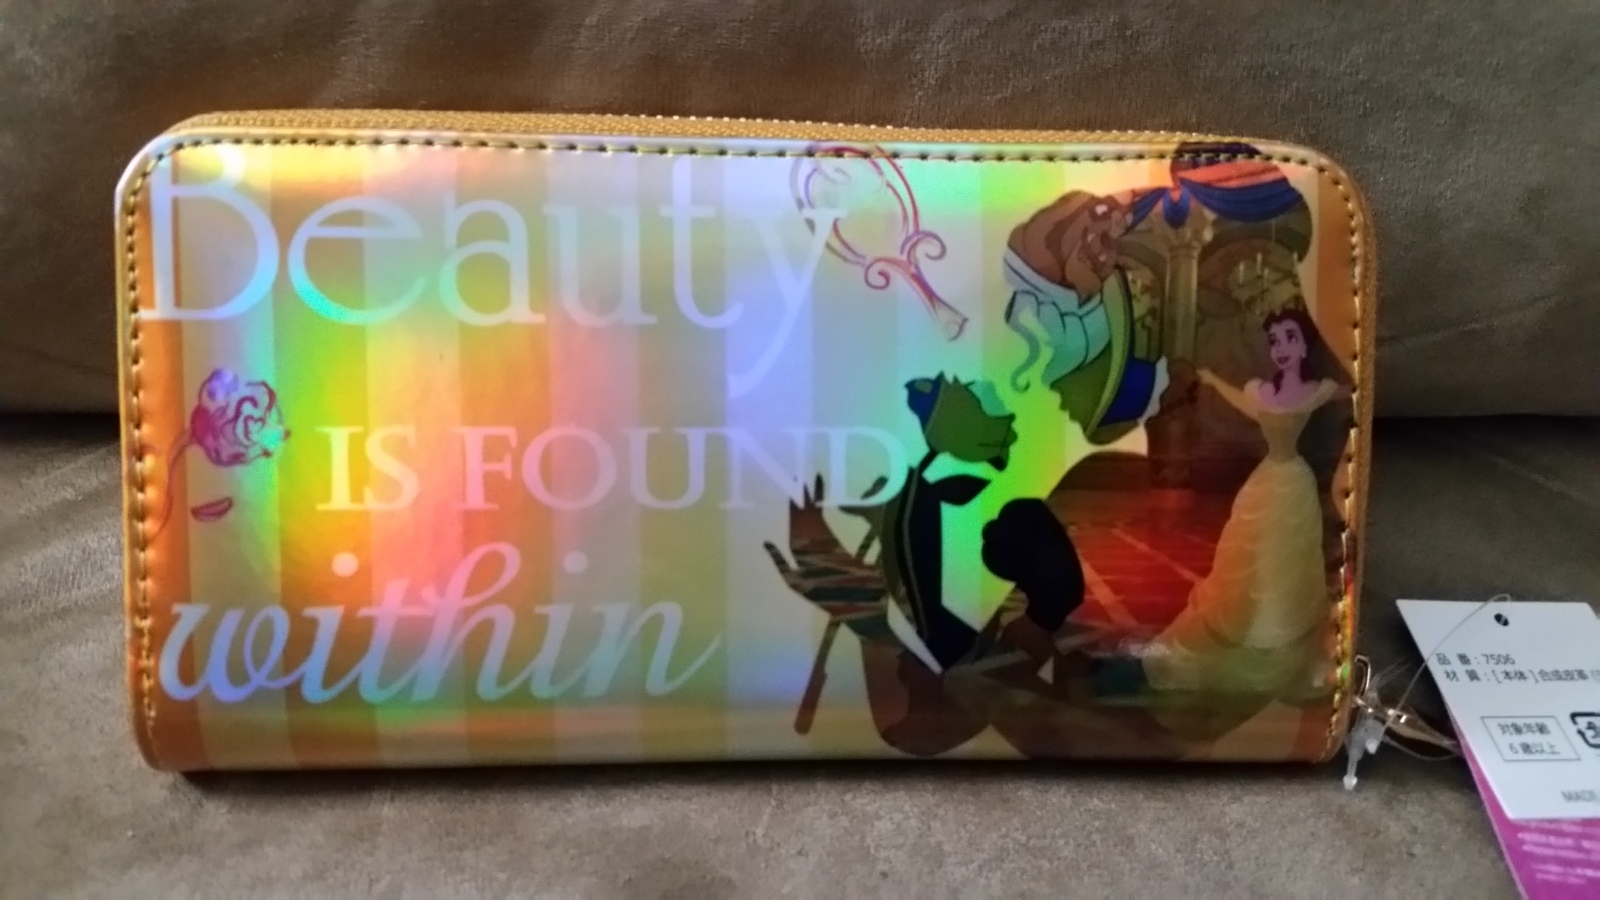 Beauty
IS FOUND
within
品 番 : 7506
材 質 : [本体] 合成皮革
対象年齢
6歳以上
MADE